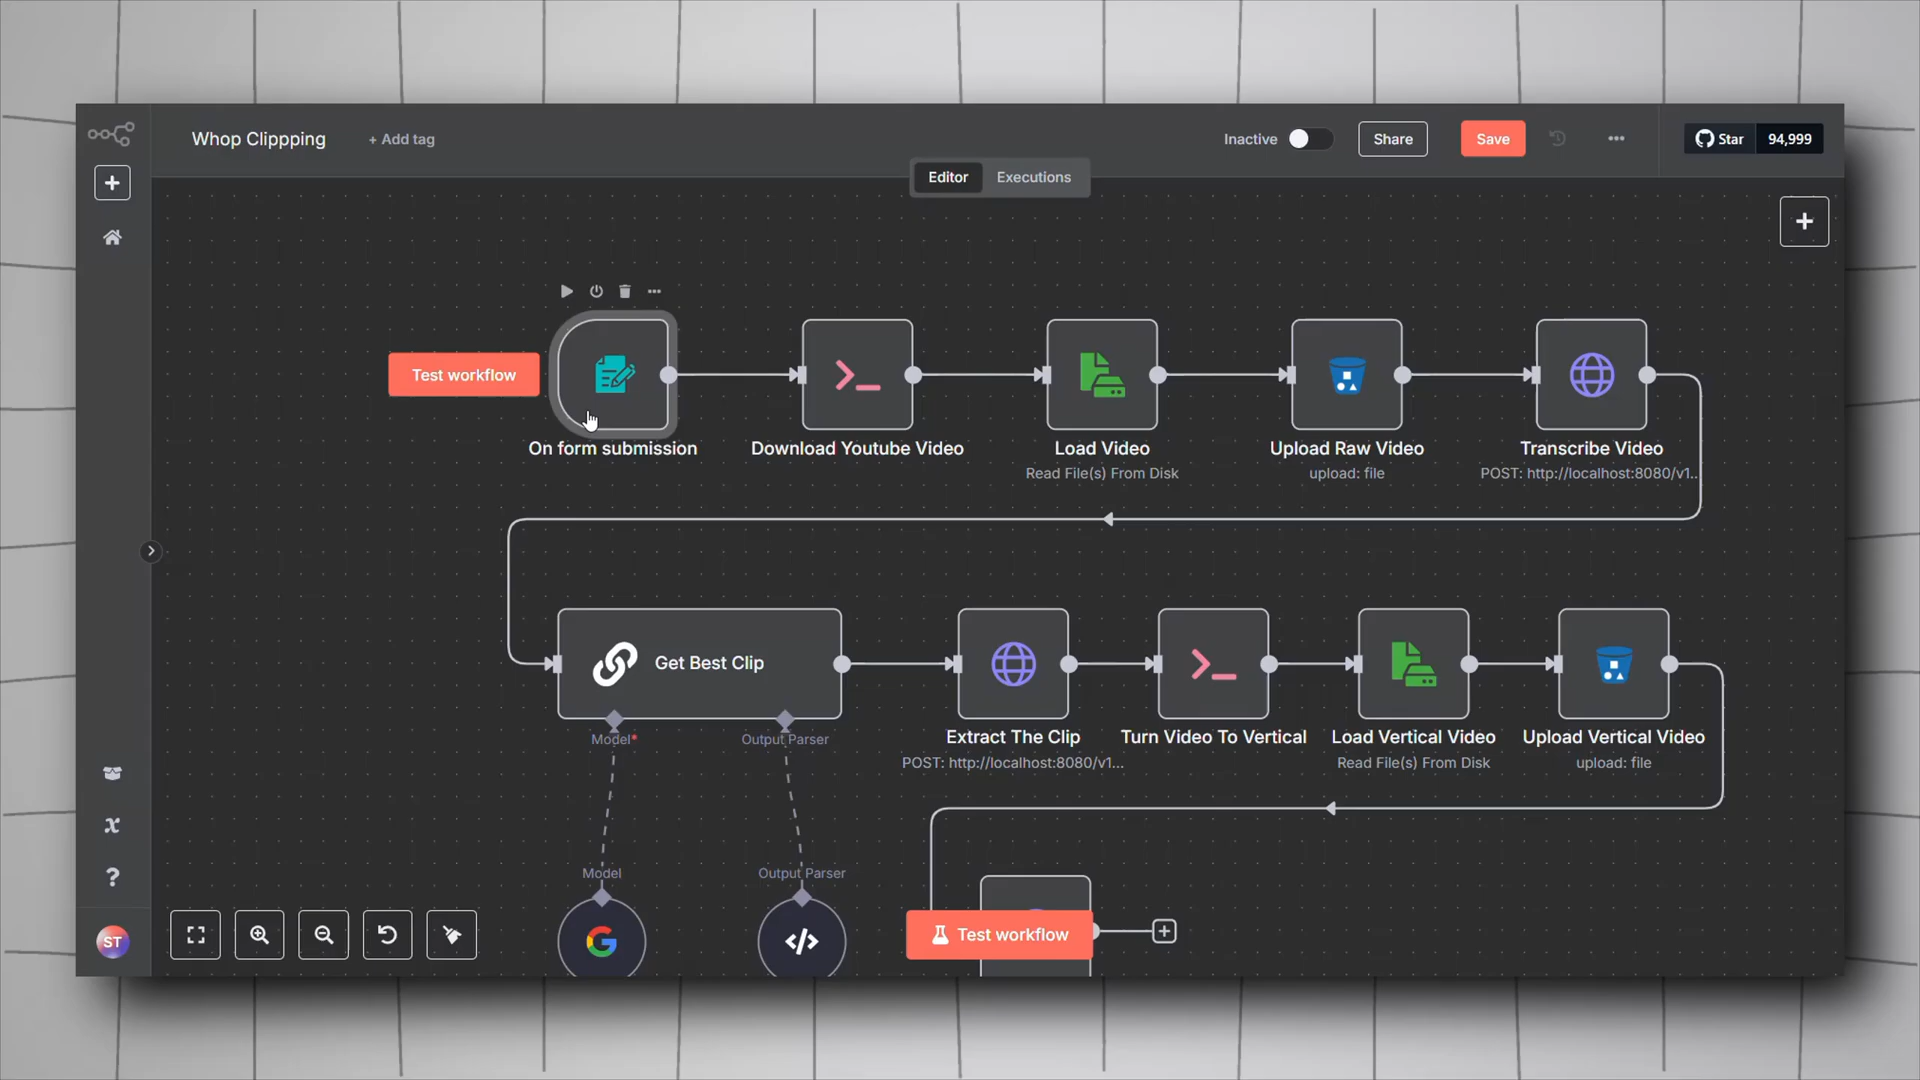 Whop Clippping
+ Add tag
Inactive
Share
Save
Star
94,999
Editor
Executions
Test workflow
On form submission
Download Youtube Video
Load Video
Read File(s) From Disk
Upload Raw Video
upload: file
Transcribe Video
POST: http://localhost:8080/v1...
Get Best Clip
Model*
Output Parser
Extract The Clip
POST: http://localhost:8080/v1...
Turn Video To Vertical
Load Vertical Video
Read File(s) From Disk
Upload Vertical Video
upload: file
Model
Output Parser
ST
Test workflow